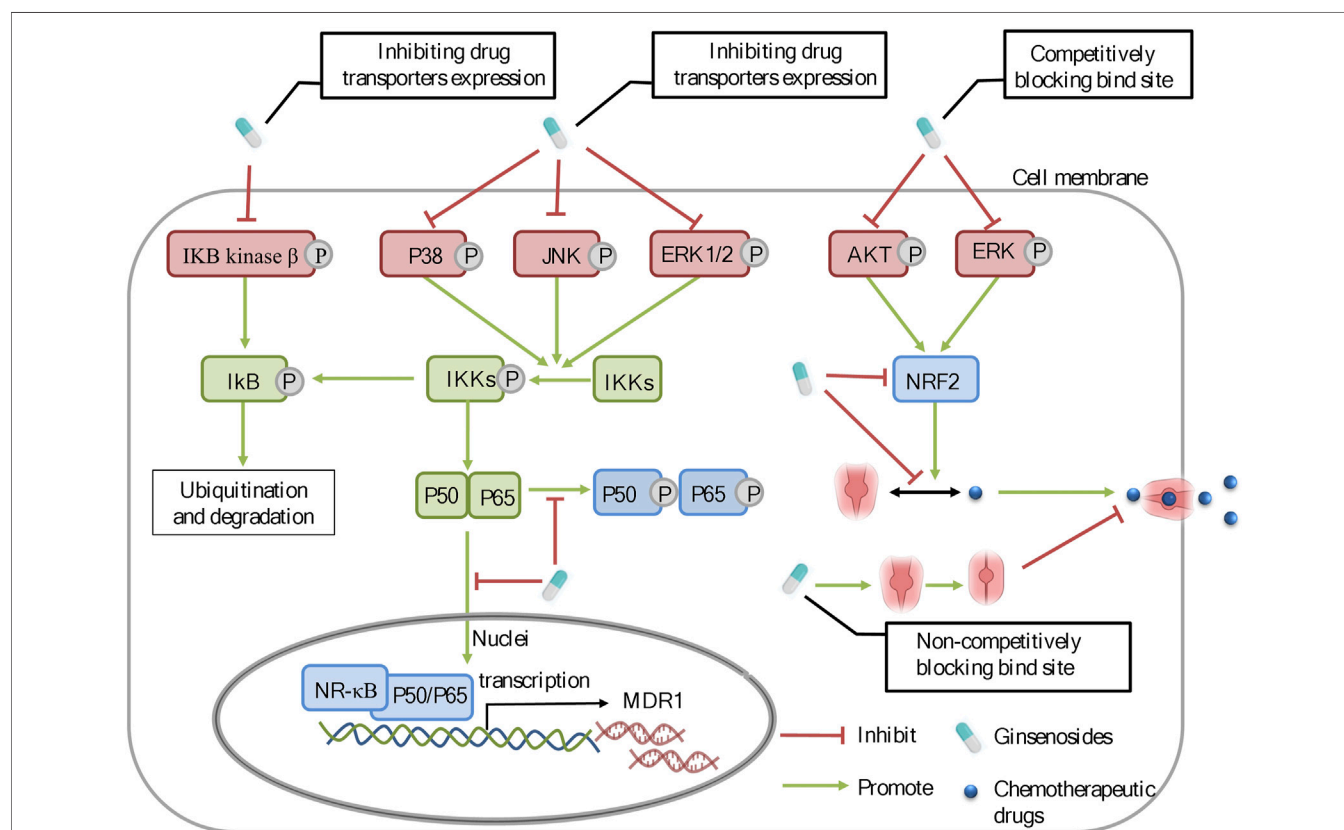 Inhibiting drug
transporters expression
Inhibiting drug
transporters expression
Competitively
blocking bind site
Cell membrane
IKB kinase β P
P38 P
JNK P
ERK1/2 P
AKT P
ERK P
IkB P
IKKs P
IKKs
NRF2
Ubiquitination
and degradation
P50 P65
P50 P
P65 P
Non-competitively
blocking bind site
Nuclei
NR-κB
P50/P65
transcription
MDR1
Inhibit
Ginsenosides
Promote
Chemotherapeutic
drugs